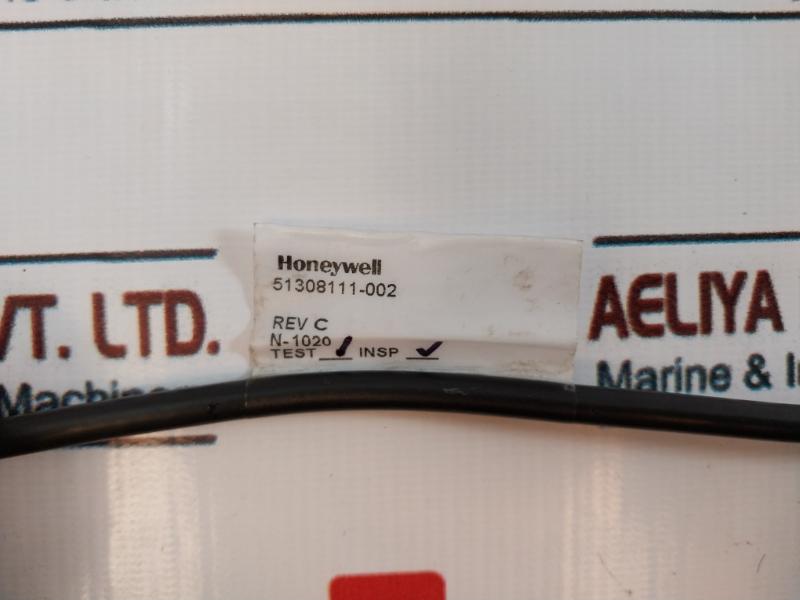 Honeywell
51308111-002
REV C
N-1020
TEST INSP
VT. LTD.
AELIYA
Marine &